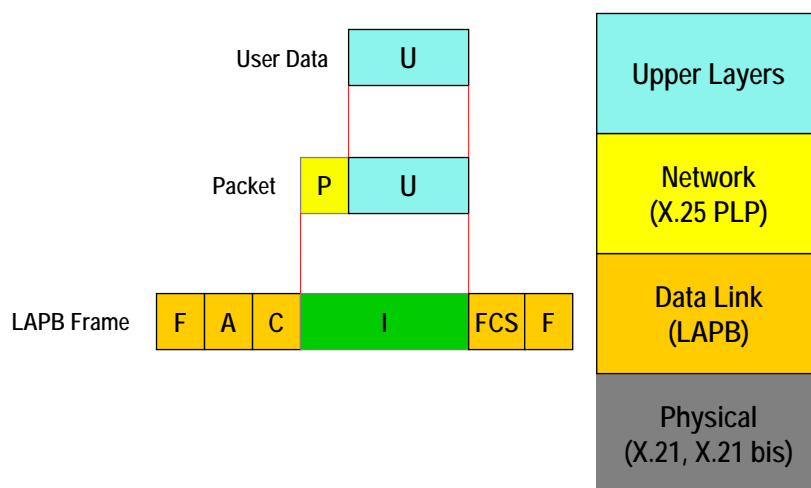 User Data
U
Upper Layers
Packet
P
U
Network
(X.25 PLP)
LAPB Frame
F
A
C
I
FCS
F
Data Link
(LAPB)
Physical
(X.21, X.21 bis)